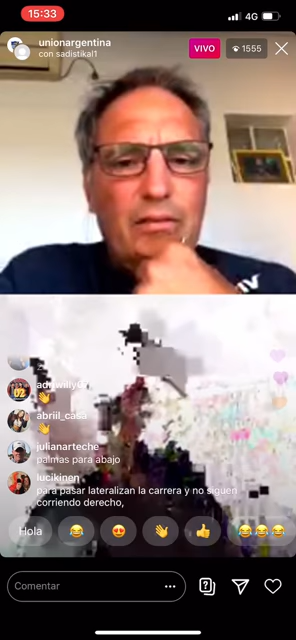 15:33
4G
unionargentina
con sadistikal1
VIVO
1555
abriil_casa
julianarteche
palmas para abajo
lucikinen
para pasar lateralizan la carrera y no siguen
corriendo derecho,
Hola
Comentar